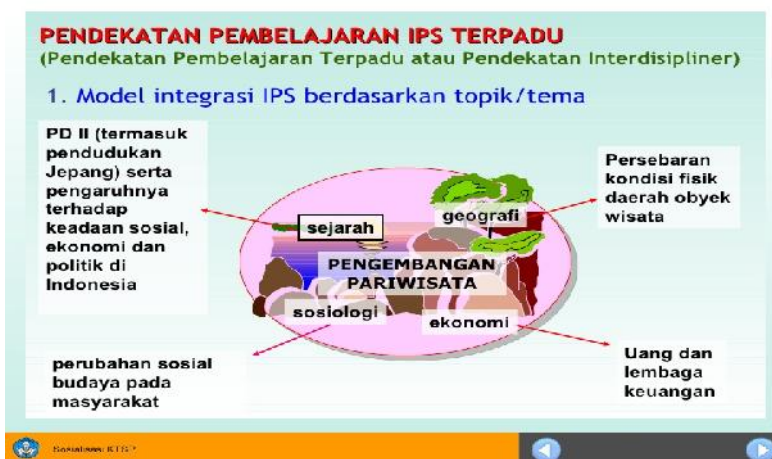 PENDEKATAN PEMBELAJARAN IPS TERPADU
(Pendekatan Pembelajaran Terpadu atau Pendekatan Interdisipliner)
1. Model integrasi IPS berdasarkan topik/tema
PD II (termasuk
pendudukan
Jepang) serta
pengaruhnya
terhadap
keadaan sosial,
ekonomi dan
politik di
Indonesia
Persebaran
kondisi fisik
daerah obyek
wisata
sejarah
geografi
PENGEMBANGAN
PARIWISATA
sosiologi
ekonomi
perubahan sosial
budaya pada
masyarakat
Uang dan
lembaga
keuangan
Sosialisasi KTSP